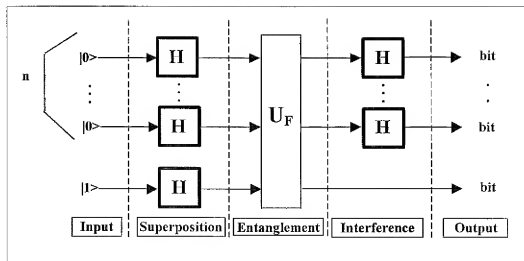 |0> H H bit
n
|0> H U_F H bit
|1> H bit
Input Superposition Entanglement Interference Output